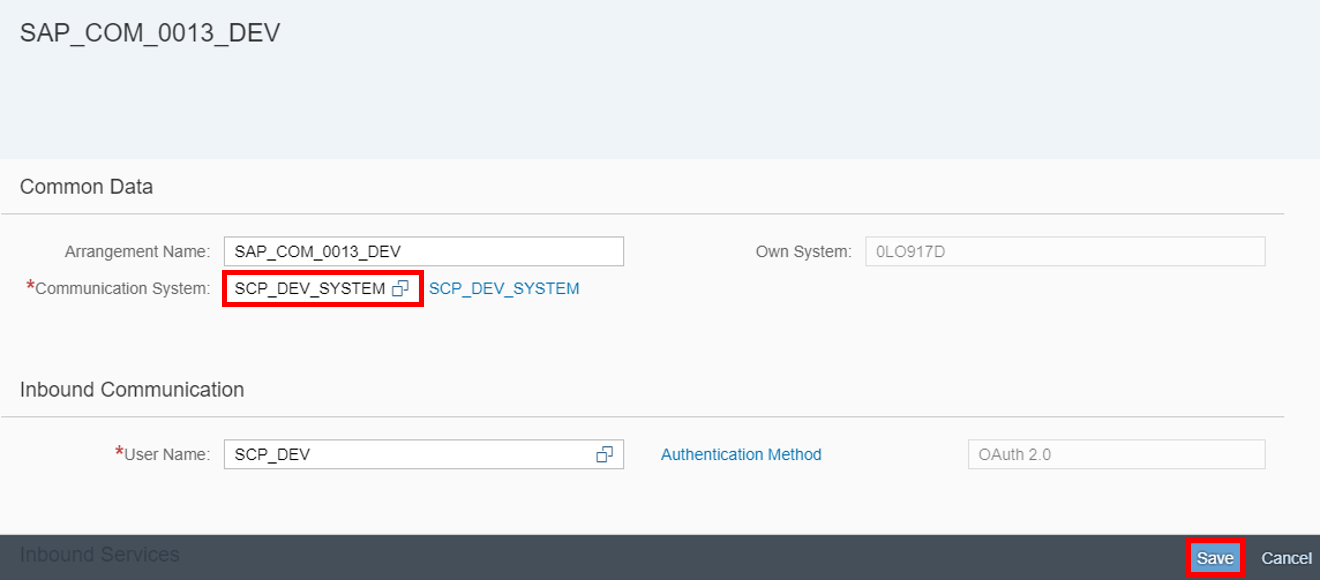 SAP_COM_0013_DEV
Common Data
Arrangement Name: SAP_COM_0013_DEV Own System: 0LO917D
*Communication System: SCP_DEV_SYSTEM SCP_DEV_SYSTEM
Inbound Communication
*User Name: SCP_DEV Authentication Method OAuth 2.0
Inbound Services
Save Cancel